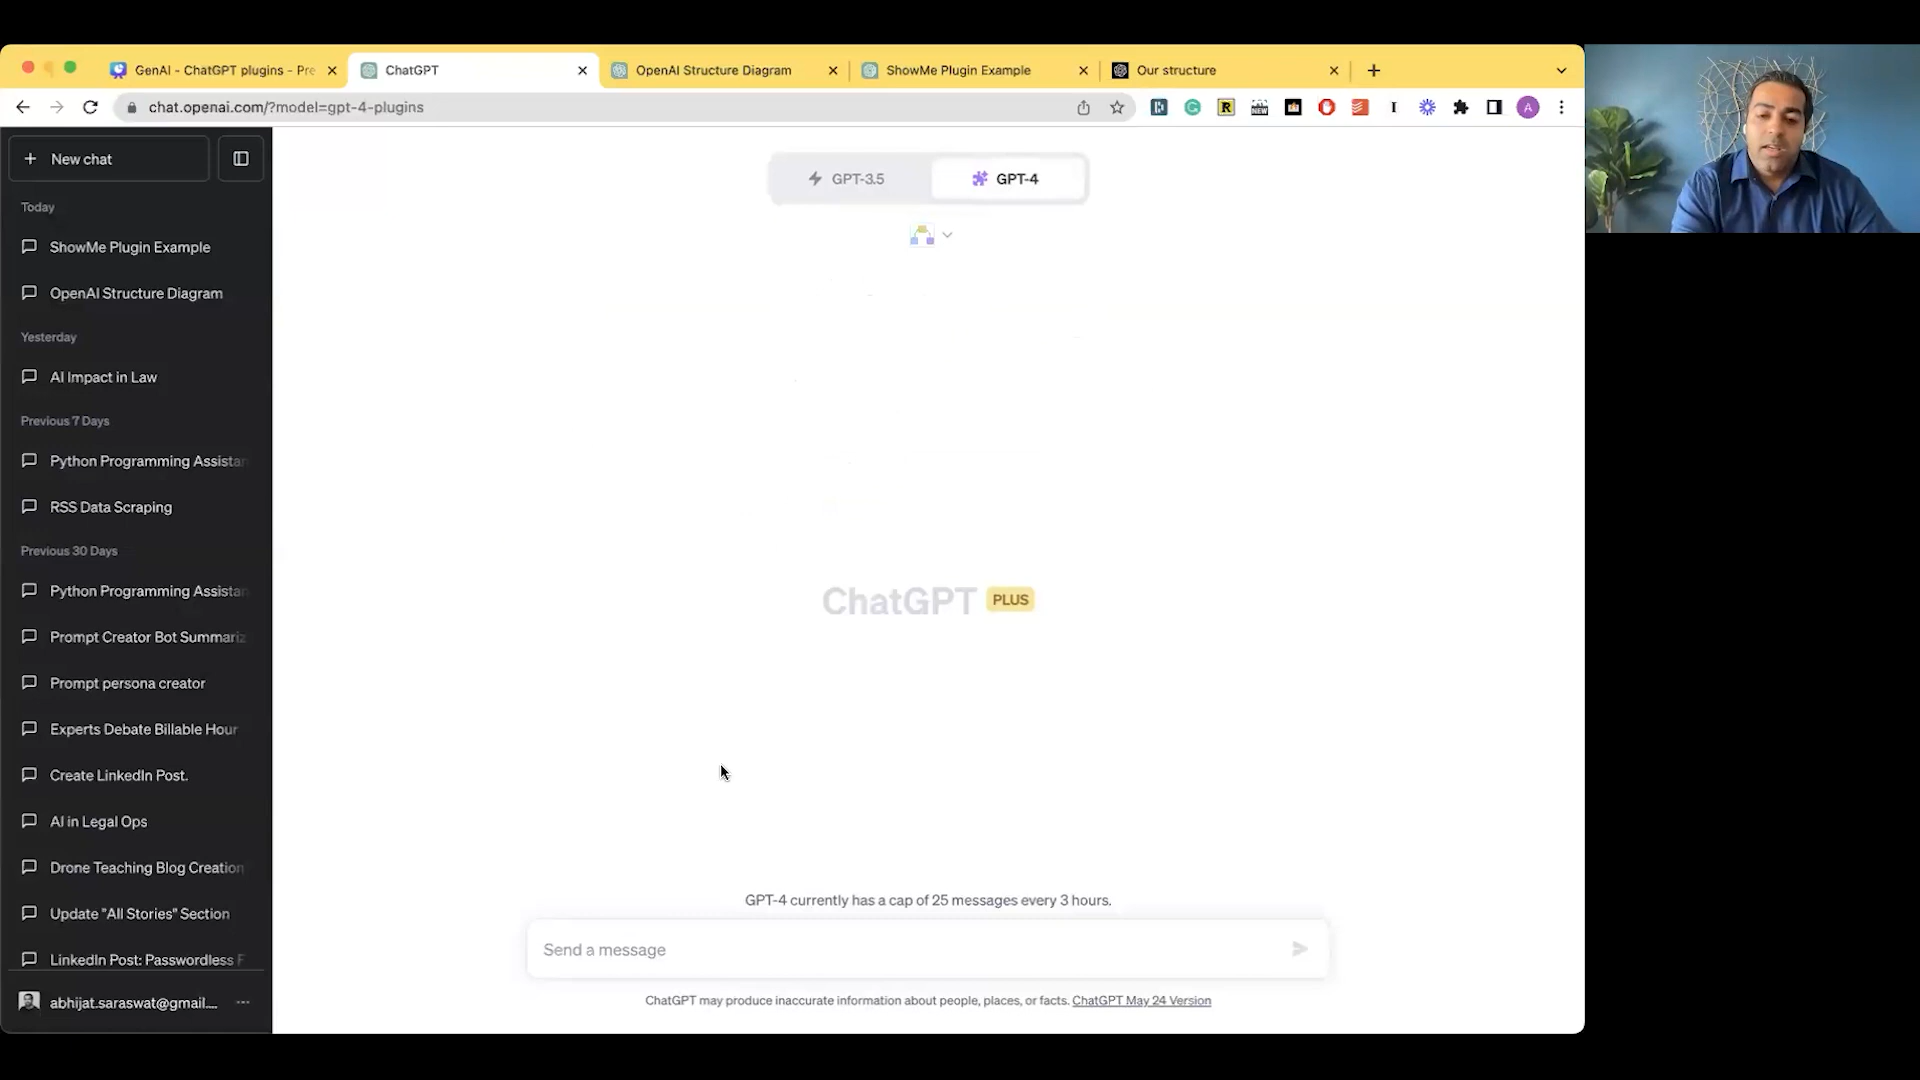 GenAI - ChatGPT plugins - Pre
ChatGPT
OpenAI Structure Diagram
ShowMe Plugin Example
Our structure
chat.openai.com/?model=gpt-4-plugins
R
NEW
I
A
New chat
Today
ShowMe Plugin Example
OpenAI Structure Diagram
Yesterday
AI Impact in Law
Previous 7 Days
Python Programming Assistan
RSS Data Scraping
Previous 30 Days
Python Programming Assistan
Prompt Creator Bot Summariz
Prompt persona creator
Experts Debate Billable Hour
Create LinkedIn Post.
AI in Legal Ops
Drone Teaching Blog Creation
Update "All Stories" Section
LinkedIn Post: Passwordless F
abhijat.saraswat@gmail....
GPT-3.5
GPT-4
ChatGPT PLUS
GPT-4 currently has a cap of 25 messages every 3 hours.
Send a message
ChatGPT may produce inaccurate information about people, places, or facts. ChatGPT May 24 Version